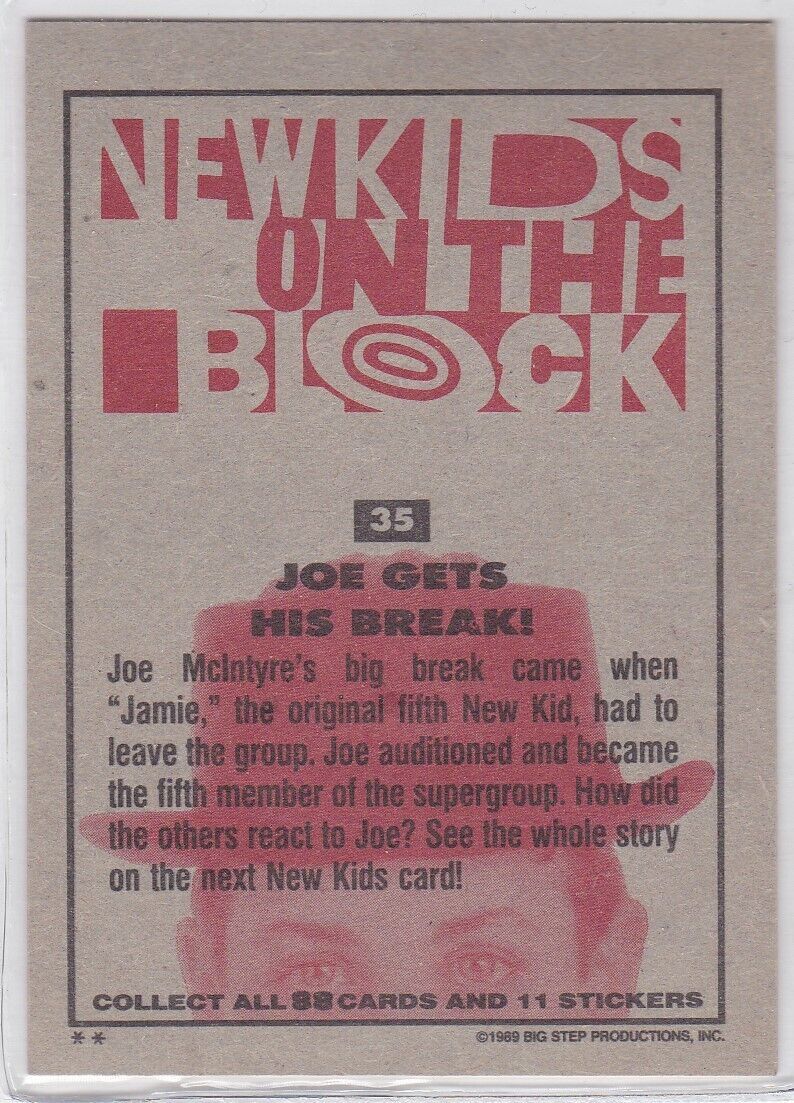 NEW KIDS
ON THE
BLOCK
35
JOE GETS
HIS BREAK!
Joe McIntyre's big break came when
"Jamie," the original fifth New Kid, had to
leave the group. Joe auditioned and became
the fifth member of the supergroup. How did
the others react to Joe? See the whole story
on the next New Kids card!
COLLECT ALL 88 CARDS AND 11 STICKERS
** ©1989 BIG STEP PRODUCTIONS, INC.